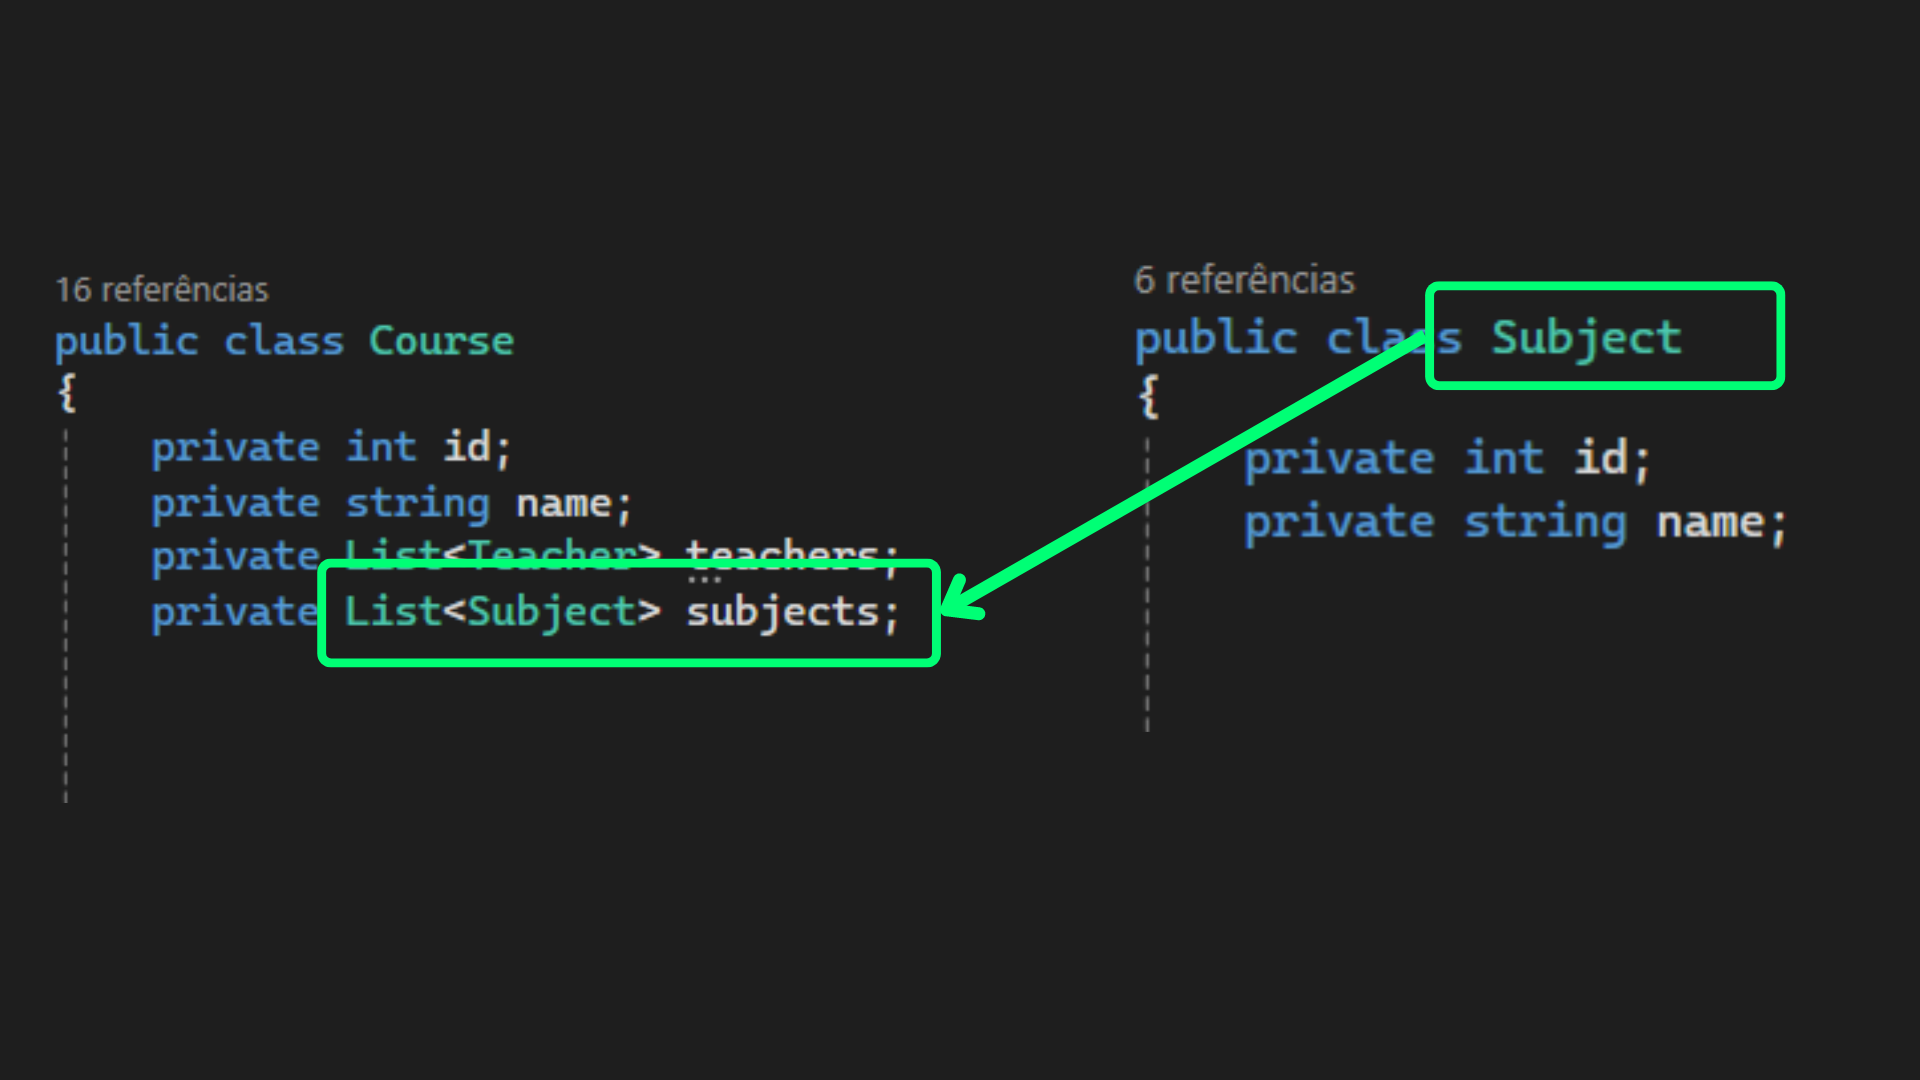 16 referências
public class Course
{
private int id;
private string name;
private List<Teacher> teachers;
private List<Subject> subjects;
6 referências
public class Subject
{
private int id;
private string name;